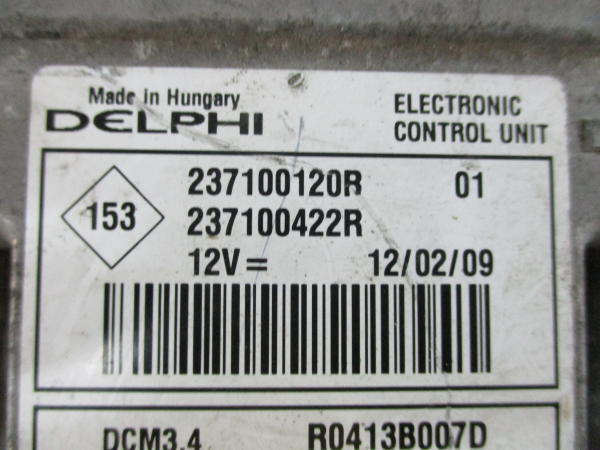 Made in Hungary
DELPHI
ELECTRONIC
CONTROL UNIT
153
237100120R 01
237100422R
12V= 12/02/09
DCM3.4 R0413B007D